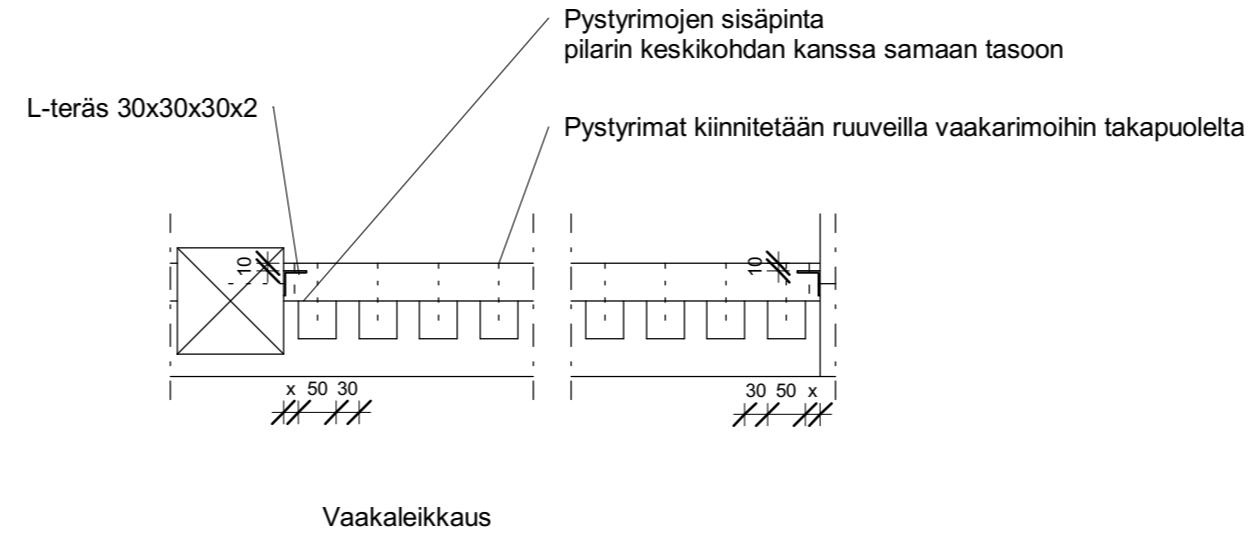 Pystyrimojen sisäpinta
pilarin keskikohdan kanssa samaan tasoon
L-teräs 30x30x30x2
Pystyrimat kiinnitetään ruuveilla vaakarimoihin takapuolelta
10
10
x 50 30
30 50 x
Vaakaleikkaus